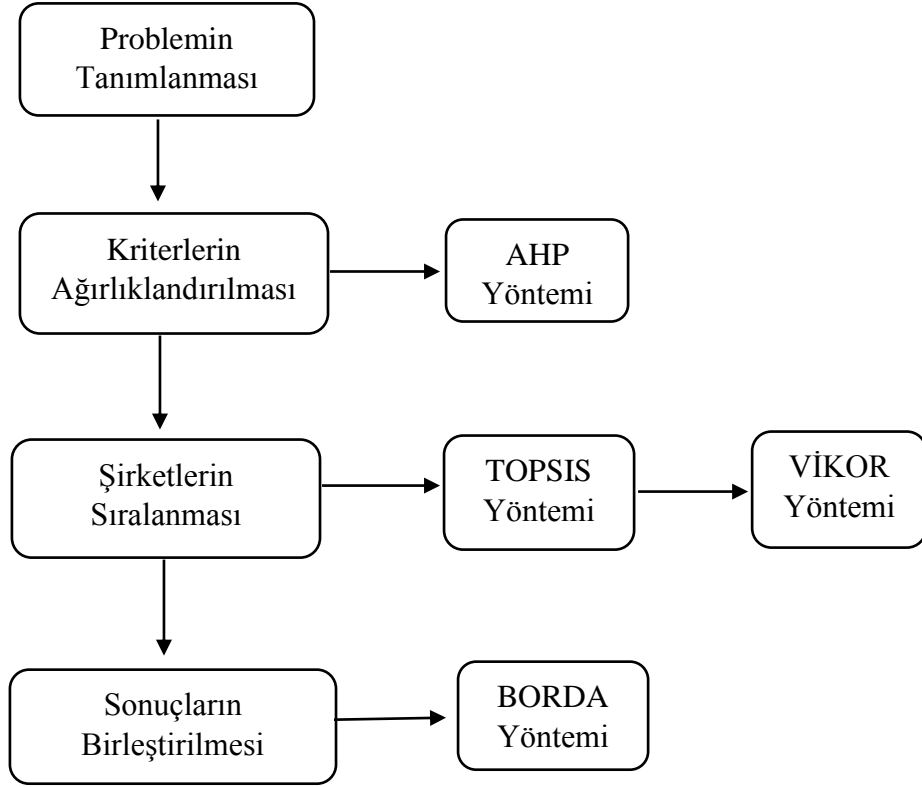 Problemin
Tanımlanması
Kriterlerin
Ağırlıklandırılması
AHP
Yöntemi
Şirketlerin
Sıralanması
TOPSIS
Yöntemi
VİKOR
Yöntemi
Sonuçların
Birleştirilmesi
BORDA
Yöntemi